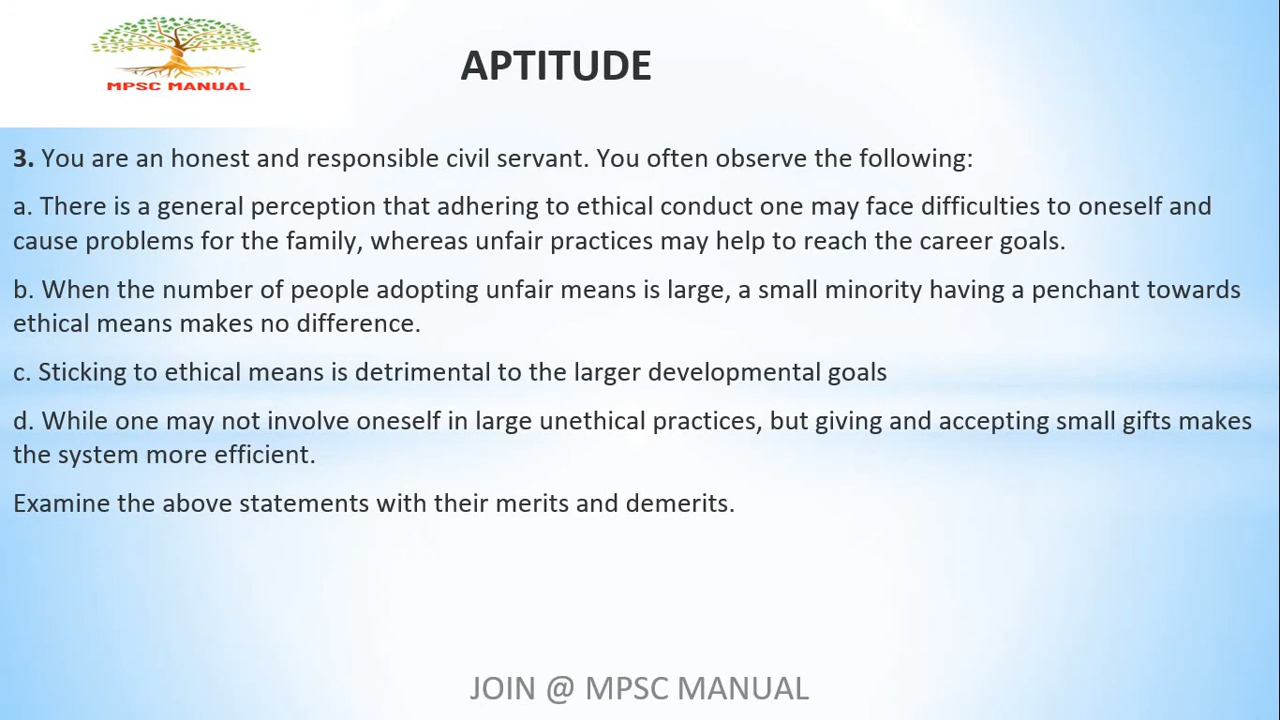 MPSC MANUAL
APTITUDE
3. You are an honest and responsible civil servant. You often observe the following:
a. There is a general perception that adhering to ethical conduct one may face difficulties to oneself and
cause problems for the family, whereas unfair practices may help to reach the career goals.
b. When the number of people adopting unfair means is large, a small minority having a penchant towards
ethical means makes no difference.
c. Sticking to ethical means is detrimental to the larger developmental goals
d. While one may not involve oneself in large unethical practices, but giving and accepting small gifts makes
the system more efficient.
Examine the above statements with their merits and demerits.
JOIN @ MPSC MANUAL